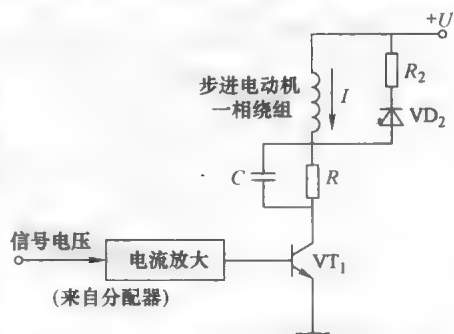 +U
R₂
步进电动机
一相绕组
I
VD₂
C
R
信号电压
电流放大
VT₁
(来自分配器)